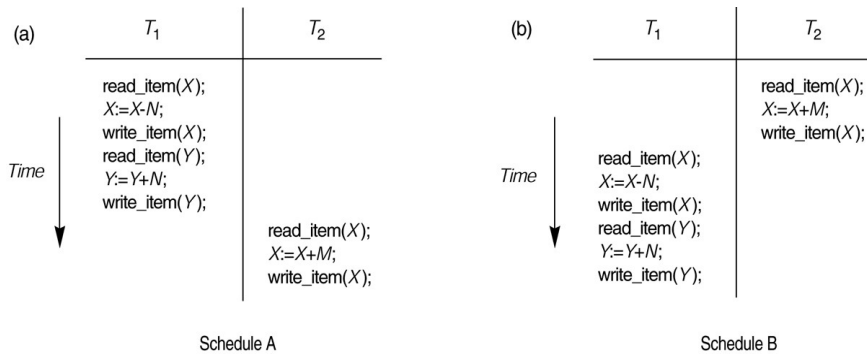 (a)
T1
T2
read_item(X);
X:=X-N;
write_item(X);
read_item(Y);
Y:=Y+N;
write_item(Y);
read_item(X);
X:=X+M;
write_item(X);
Time
Schedule A
(b)
T1
T2
read_item(X);
X:=X+M;
write_item(X);
read_item(X);
X:=X-N;
write_item(X);
read_item(Y);
Y:=Y+N;
write_item(Y);
Time
Schedule B